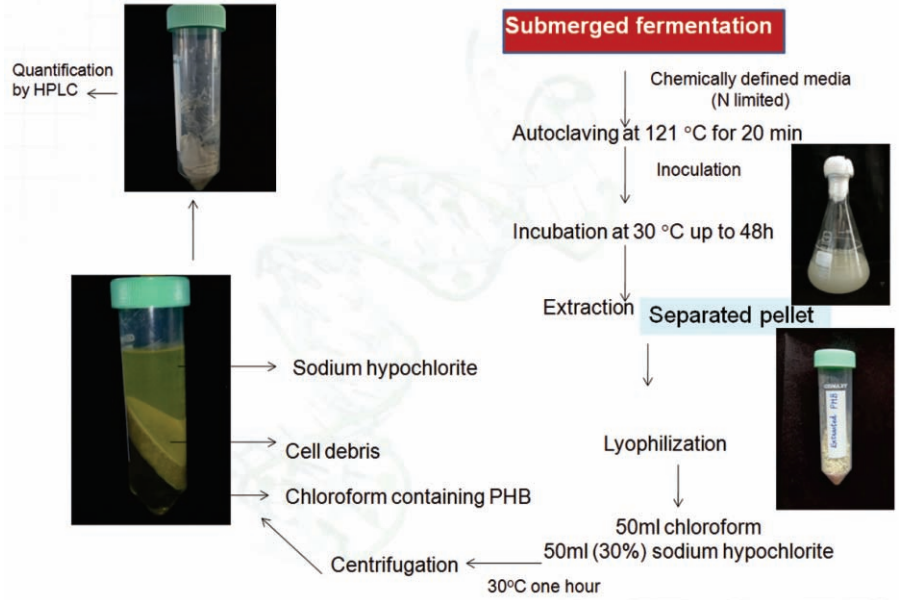 Submerged fermentation
Chemically defined media
(N limited)
Autoclaving at 121 °C for 20 min
Inoculation
Incubation at 30 °C up to 48h
Extraction
Separated pellet
Extracted PHB
Lyophilization
50ml chloroform
50ml (30%) sodium hypochlorite
30°C one hour
Centrifugation
Sodium hypochlorite
Cell debris
Chloroform containing PHB
Quantification
by HPLC